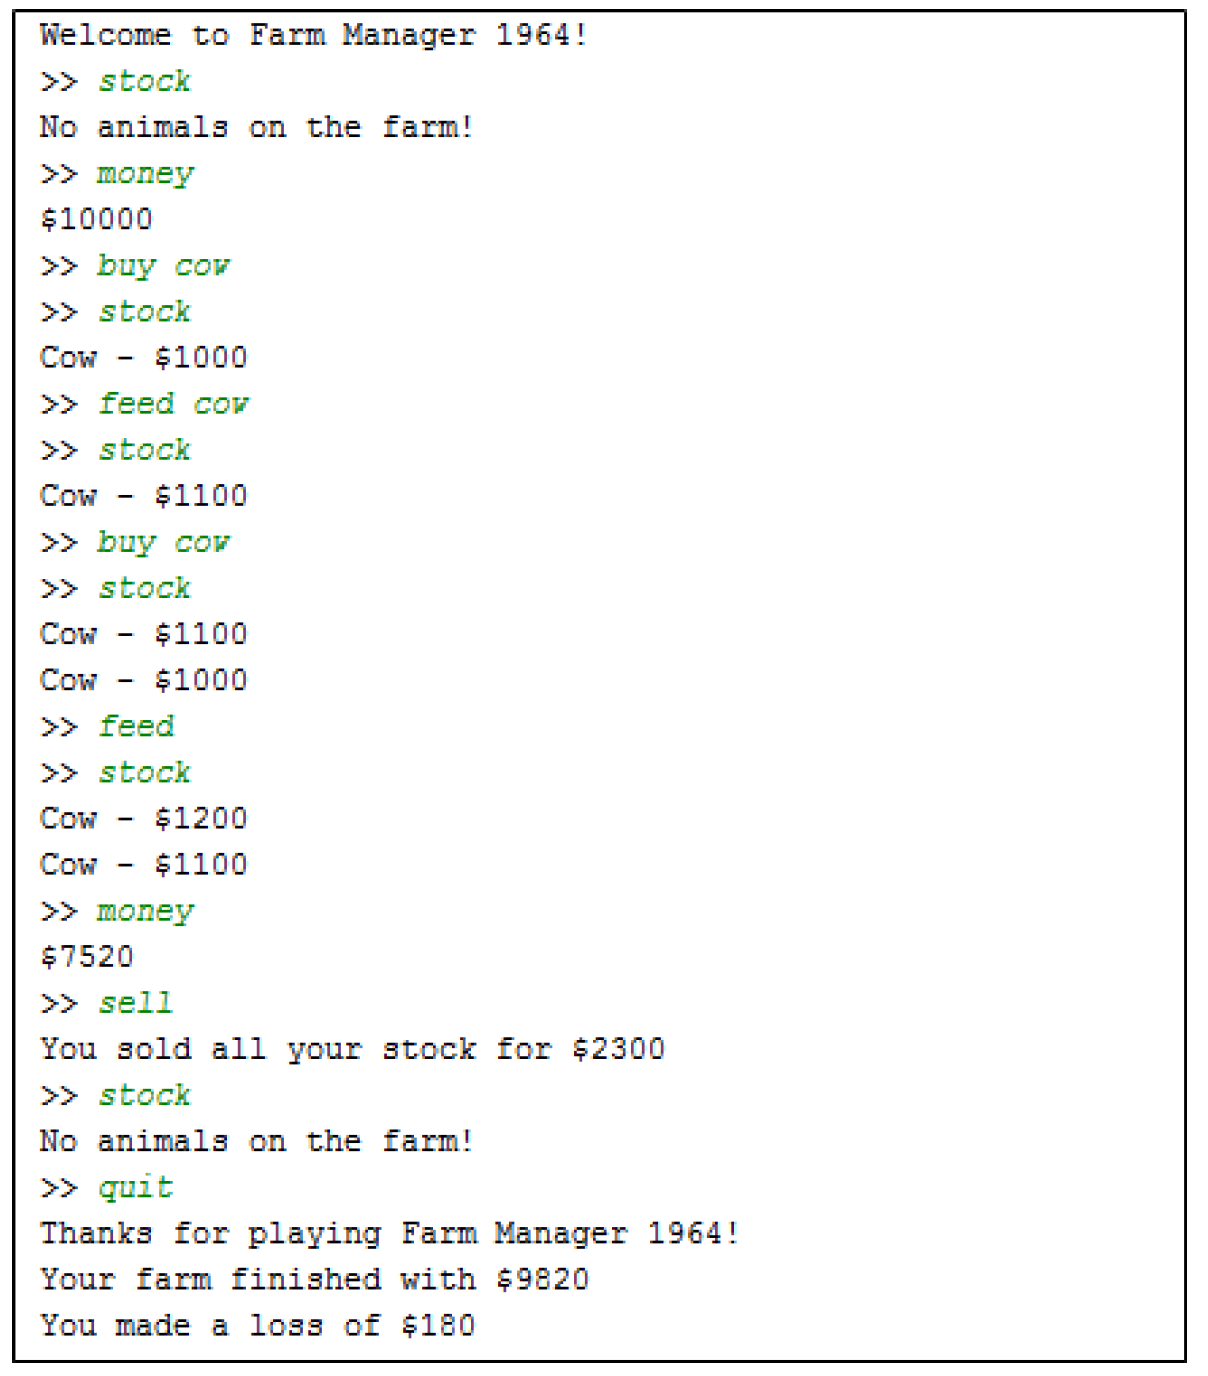 Welcome to Farm Manager 1964!
>> stock
No animals on the farm!
>> money
$10000
>> buy cow
>> stock
Cow - $1000
>> feed cow
>> stock
Cow - $1100
>> buy cow
>> stock
Cow - $1100
Cow - $1000
>> feed
>> stock
Cow - $1200
Cow - $1100
>> money
$7520
>> sell
You sold all your stock for $2300
>> stock
No animals on the farm!
>> quit
Thanks for playing Farm Manager 1964!
Your farm finished with $9820
You made a loss of $180